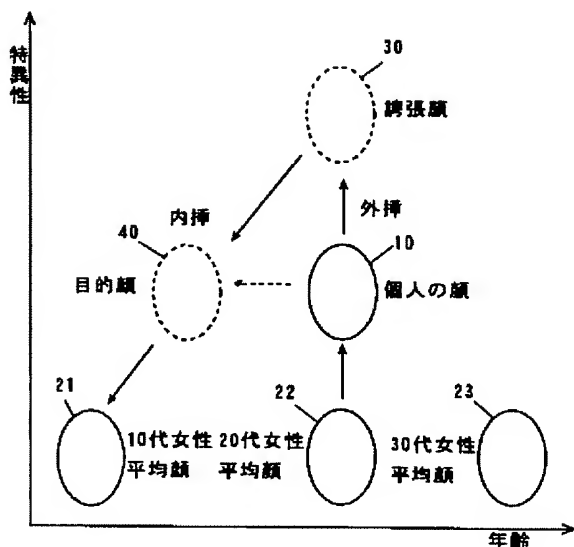 特異性
30
誇張顔
内挿
外挿
40
10
目的顔
個人の顔
21
22
23
10代女性
平均顔
20代女性
平均顔
30代女性
平均顔
年齢